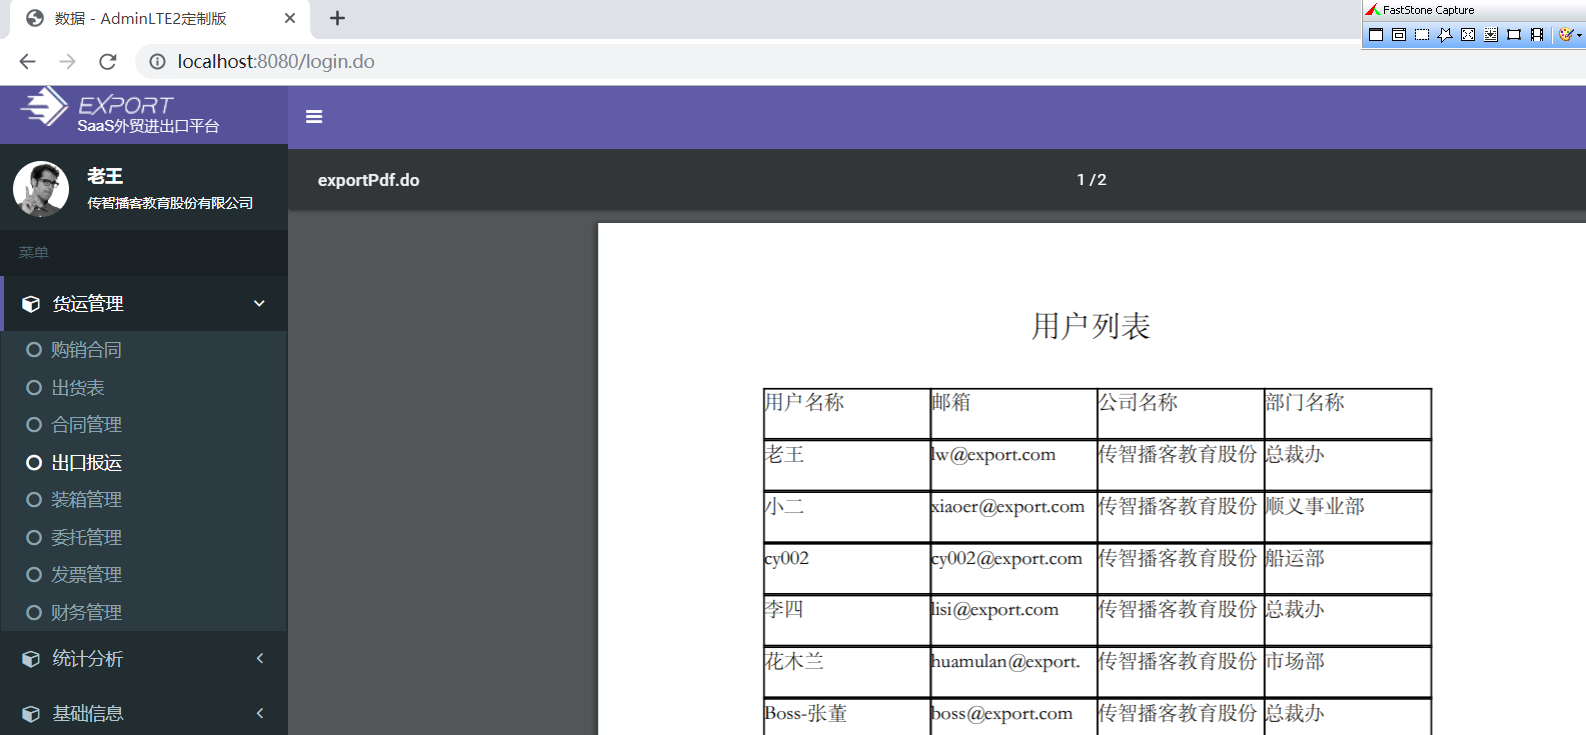 数据 - AdminLTE2定制版
FastStone Capture
localhost:8080/login.do
EXPORT
SaaS外贸进出口平台
老王
传智播客教育股份有限公司
exportPdf.do
1 / 2
菜单
货运管理
购销合同
出货表
合同管理
出口报运
装箱管理
委托管理
发票管理
财务管理
统计分析
基础信息
用户列表
用户名称 邮箱 公司名称 部门名称
老王 lw@export.com 传智播客教育股份 总裁办
小二 xiaoer@export.com 传智播客教育股份 顺义事业部
cy002 cy002@export.com 传智播客教育股份 船运部
李四 lisi@export.com 传智播客教育股份 总裁办
花木兰 huamulan@export. 传智播客教育股份 市场部
Boss-张董 boss@export.com 传智播客教育股份 总裁办